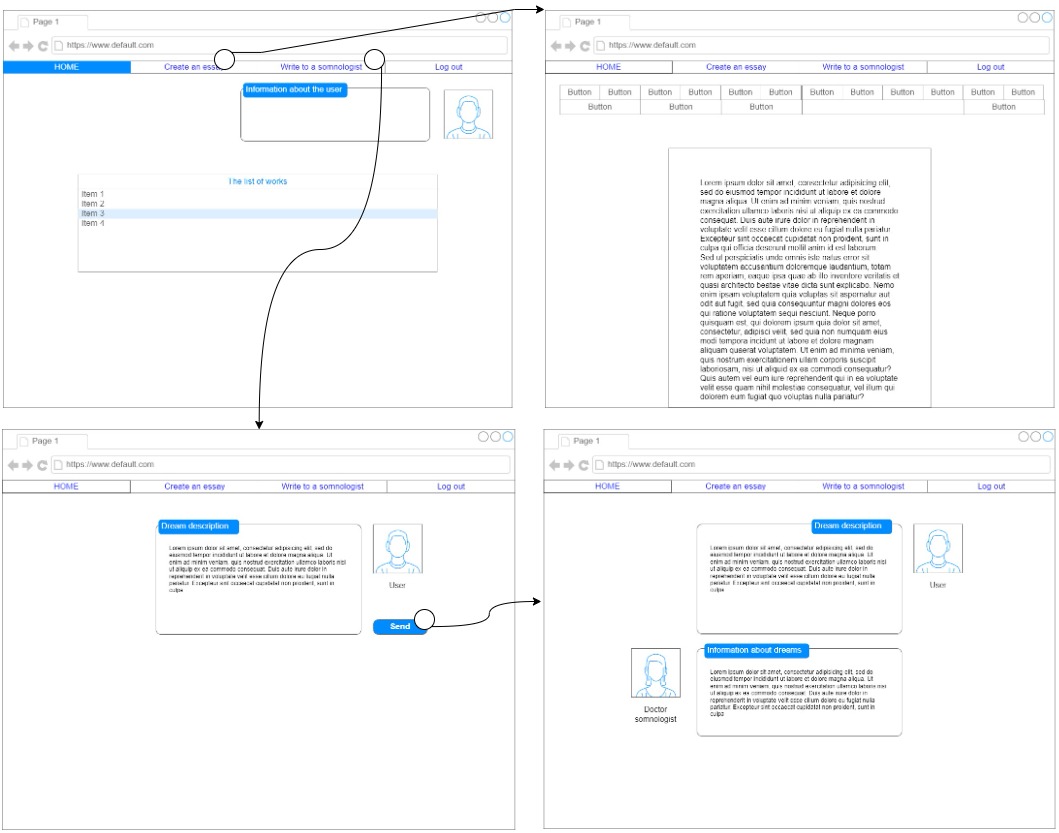 Page 1
https://www.default.com
HOME
Create an essay
Write to a somnologist
Log out
Information about the user
The list of works
Item 1
Item 2
Item 3
Item 4
Page 1
https://www.default.com
HOME
Create an essay
Write to a somnologist
Log out
Button Button Button Button Button Button Button Button Button Button Button Button
Button Button Button Button
Lorem ipsum dolor sit amet, consectetur adipisicing elit,
sed do eiusmod tempor incididunt ut labore et dolore
magna aliqua. Ut enim ad minim veniam, quis nostrud
exercitation ullamco laboris nisi ut aliquip ex ea commodo
consequat. Duis aute irure dolor in reprehenderit in
voluptate velit esse cillum dolore eu fugiat nulla pariatur.
Excepteur sint occaecat cupidatat non proident, sunt in
culpa qui officia deserunt mollit anim id est laborum.
Sed ut perspiciatis unde omnis iste natus error sit
voluptatem accusantium doloremque laudantium, totam
rem aperiam, eaque ipsa quae ab illo inventore veritatis et
quasi architecto beatae vitae dicta sunt explicabo. Nemo
enim ipsam voluptatem quia voluptas sit aspernatur aut
odit aut fugit, sed quia consequuntur magni dolores eos
qui ratione voluptatem sequi nesciunt. Neque porro
quisquam est, qui dolorem ipsum quia dolor sit amet,
consectetur, adipisci velit, sed quia non numquam eius
modi tempora incidunt ut labore et dolore magnam
aliquam quaerat voluptatem. Ut enim ad minima veniam,
quis nostrum exercitationem ullam corporis suscipit
laboriosam, nisi ut aliquid ex ea commodi consequatur?
Quis autem vel eum iure reprehenderit qui in ea voluptate
velit esse quam nihil molestiae consequatur, vel illum qui
dolorem eum fugiat quo voluptas nulla pariatur?
Page 1
https://www.default.com
HOME
Create an essay
Write to a somnologist
Log out
Dream description
Lorem ipsum dolor sit amet, consectetur adipisicing elit, sed do
eiusmod tempor incididunt ut labore et dolore magna aliqua. Ut
enim ad minim veniam, quis nostrud exercitation ullamco laboris nisi
ut aliquip ex ea commodo consequat. Duis aute irure dolor in
reprehenderit in voluptate velit esse cillum dolore eu fugiat nulla
pariatur. Excepteur sint occaecat cupidatat non proident, sunt in
culpa
User
Send
Page 1
https://www.default.com
HOME
Create an essay
Write to a somnologist
Log out
Dream description
Lorem ipsum dolor sit amet, consectetur adipisicing elit, sed do
eiusmod tempor incididunt ut labore et dolore magna aliqua. Ut
enim ad minim veniam, quis nostrud exercitation ullamco laboris nisi
ut aliquip ex ea commodo consequat. Duis aute irure dolor in
reprehenderit in voluptate velit esse cillum dolore eu fugiat nulla
pariatur. Excepteur sint occaecat cupidatat non proident, sunt in
culpa
User
Information about dreams
Lorem ipsum dolor sit amet, consectetur adipisicing elit, sed do
eiusmod tempor incididunt ut labore et dolore magna aliqua. Ut
enim ad minim veniam, quis nostrud exercitation ullamco laboris nisi
ut aliquip ex ea commodo consequat. Duis aute irure dolor in
reprehenderit in voluptate velit esse cillum dolore eu fugiat nulla
pariatur. Excepteur sint occaecat cupidatat non proident, sunt in
culpa
Doctor
somnologist